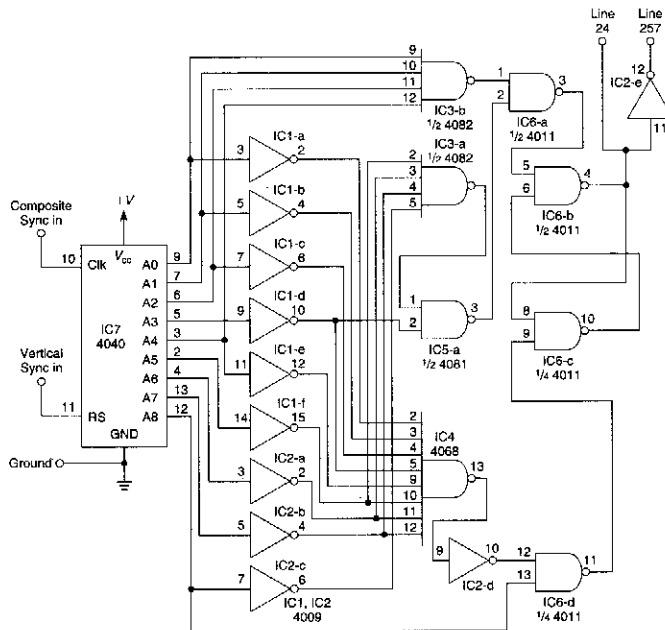 Line
24
Line
257
12
IC2-e
11
9
10
11
12
IC3-b
1/2 4082
1
2
3
IC6-a
1/2 4011
IC1-a
3
2
IC3-a
1/2 4082
2
3
4
5
5
6
4
IC6-b
1/2 4011
IC1-b
5
4
+V
Composite
Sync in
10
Clk
VCC
IC7
4040
Vertical
Sync in
11
RS
GND
Ground
A0
A1
A2
A3
A4
A5
A6
A7
A8
9
7
6
5
3
2
4
13
12
IC1-c
7
6
IC1-d
9
10
1
2
3
IC5-a
1/2 4081
8
9
10
IC6-c
1/4 4011
IC1-e
11
12
IC1-f
14
15
2
3
4
5
9
10
11
12
IC4
4068
13
IC2-a
3
2
IC2-b
5
4
IC2-c
7
6
IC1, IC2
4009
9
10
IC2-d
12
13
11
IC6-d
1/4 4011